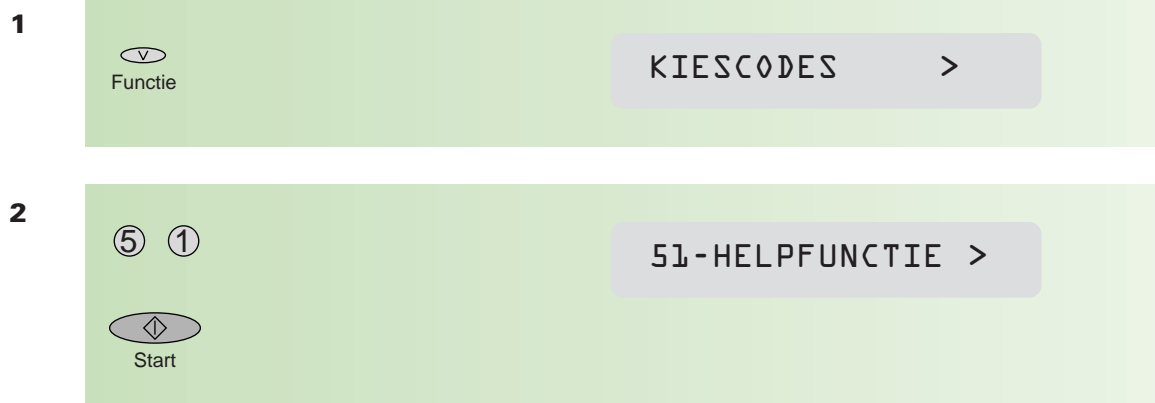 1
Functie
KIESCODES >
2
5 1
51-HELPFUNCTIE >
Start